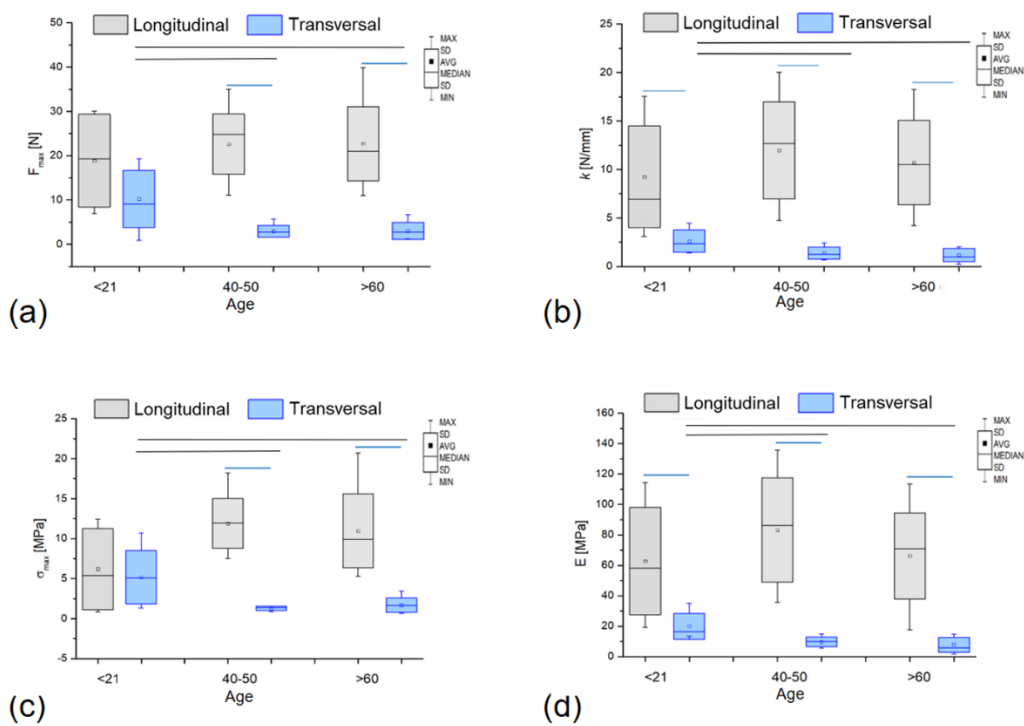 Longitudinal Transversal
MAX
SD
AVG
MEDIAN
SD
MIN
50
40
30
20
10
0
F max [N]
<21 40-50 >60
Age
(a)
Longitudinal Transversal
MAX
SD
AVG
MEDIAN
SD
MIN
25
20
15
10
5
0
k [N/mm]
<21 40-50 >60
Age
(b)
Longitudinal Transversal
MAX
SD
AVG
MEDIAN
SD
MIN
25
20
15
10
5
0
-5
σmax [MPa]
<21 40-50 >60
Age
(c)
Longitudinal Transversal
MAX
SD
AVG
MEDIAN
SD
MIN
160
140
120
100
80
60
40
20
0
E [MPa]
<21 40-50 >60
Age
(d)